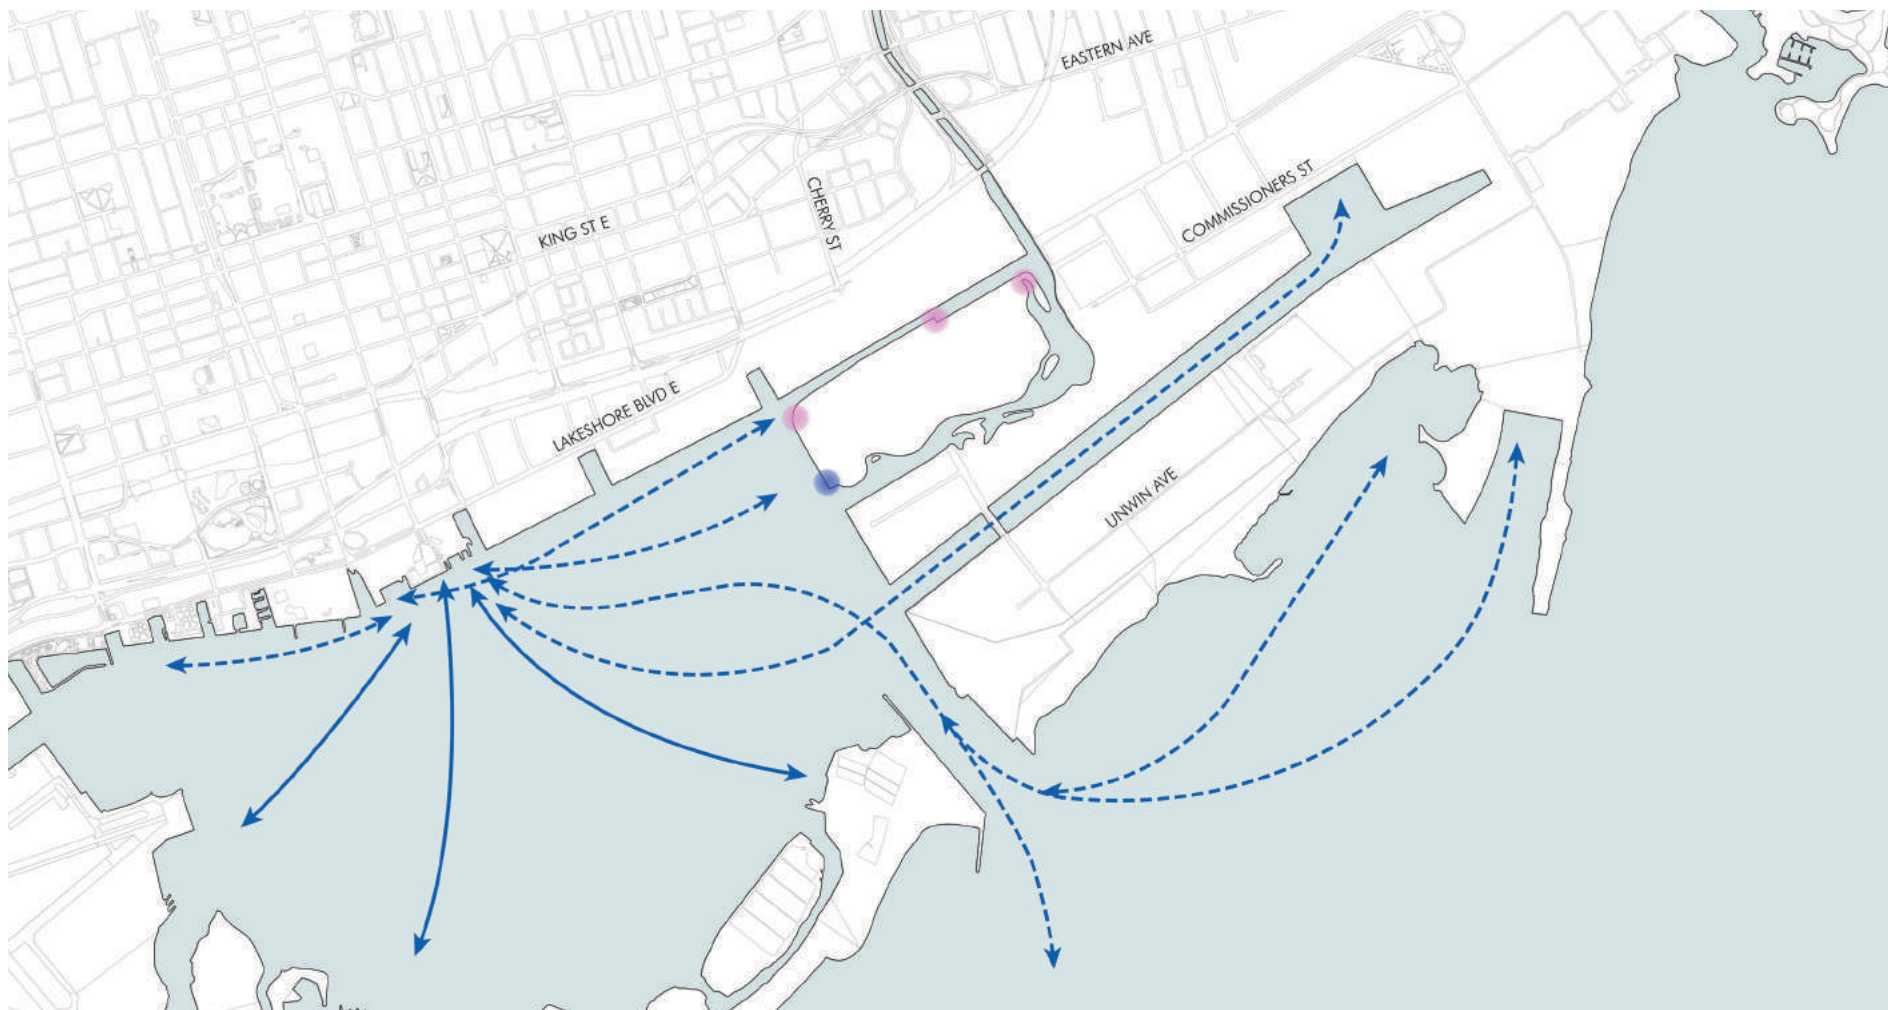 EASTERN AVE
CHERRY ST
COMMISSIONERS ST
KING ST E
LAKESHORE BLVD E
UNWIN AVE